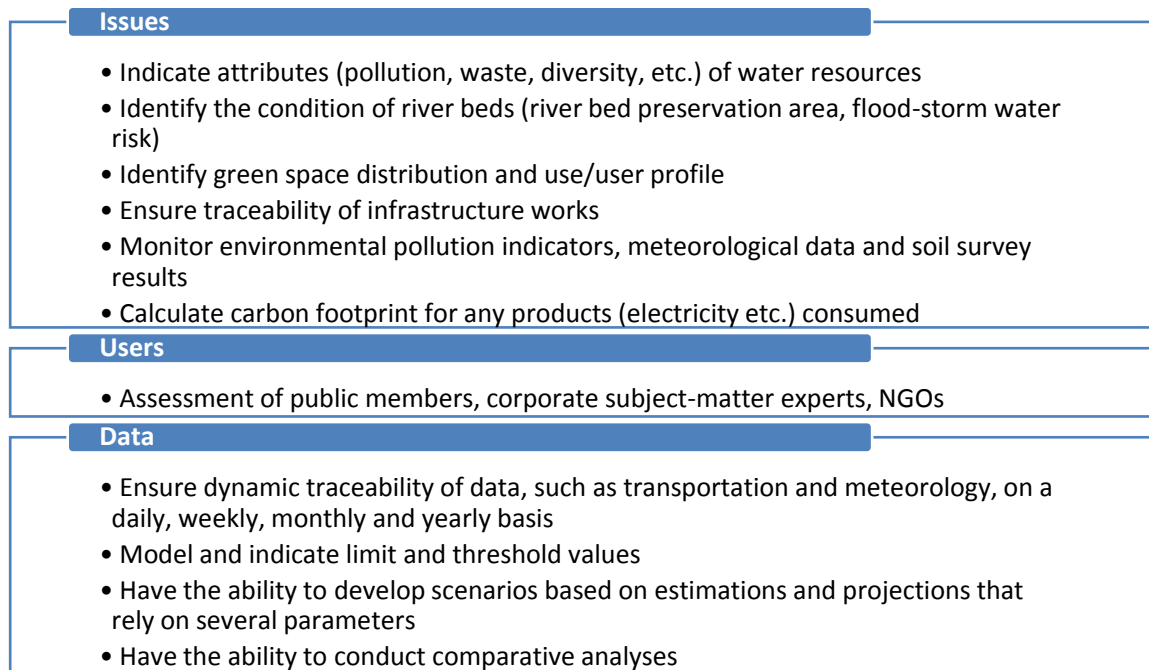 Issues
• Indicate attributes (pollution, waste, diversity, etc.) of water resources
• Identify the condition of river beds (river bed preservation area, flood-storm water
risk)
• Identify green space distribution and use/user profile
• Ensure traceability of infrastructure works
• Monitor environmental pollution indicators, meteorological data and soil survey
results
• Calculate carbon footprint for any products (electricity etc.) consumed
Users
• Assessment of public members, corporate subject-matter experts, NGOs
Data
• Ensure dynamic traceability of data, such as transportation and meteorology, on a
daily, weekly, monthly and yearly basis
• Model and indicate limit and threshold values
• Have the ability to develop scenarios based on estimations and projections that
rely on several parameters
• Have the ability to conduct comparative analyses